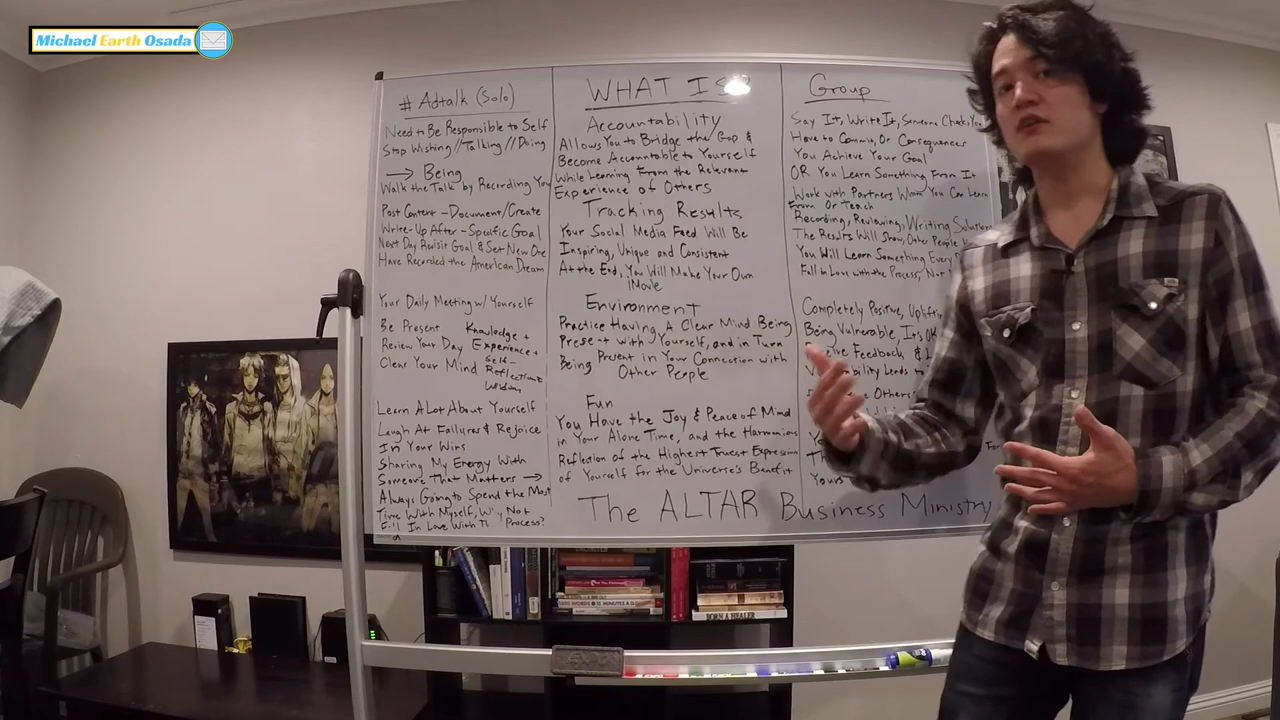 Michael Earth Osada
# Adtalk (Solo)
Need to Be Responsible to Self
Stop Wishing // Talking // Doing
→ Being
Walk the Talk by Recording You
Post Content - Document/Create
Write-Up After - Specific Goal
Next Day Revisit Goal & Set New One
Have Recorded the American Dream
Your Daily Meeting w/ Yourself
Be Present
Review Your Day
Clear Your Mind
Knowledge +
Experience +
Self-
Reflection =
Wisdom
Learn A Lot About Yourself
Laugh At Failures & Rejoice
In Your Wins
Sharing My Energy With
Someone That Matters →
Always Going to Spend the Most
Time With Myself, Why Not
Fall In Love With Process?
WHAT IS?
Accountability
Allows You to Bridge the Gap &
Become Accountable to Yourself
While Learning From the Relevant
Experience of Others
Tracking Results
Your Social Media Feed Will Be
Inspiring, Unique and Consistent
At the End, You Will Make Your Own
iMovie
Environment
Practice Having A Clear Mind Being
Present with Yourself, and in Turn
Being Present in Your Connection with
Other People
Fun
You Have the Joy & Peace of Mind
in Your Alone Time, and the Harmonious
Reflection of the Highest Truest Expression
of Yourself for the Universe's Benefit
Group
Say It, Write It, Someone Checks You
Have to Commit, Or Consequences
You Achieve Your Goal
OR You Learn Something From It
Work with Partners Whom You Can Learn
From Or Teach
Recording, Reviewing, Writing Solutions
The Results Will Show, Other People
You Will Learn Something Every
Fall in Love with the Process, Not
Completely Positive,
Being Vulnerable, It's OK
Feedback &
Leads to
Others
Yours
The ALTAR Business Ministry
EXPO
BORN A HEALER